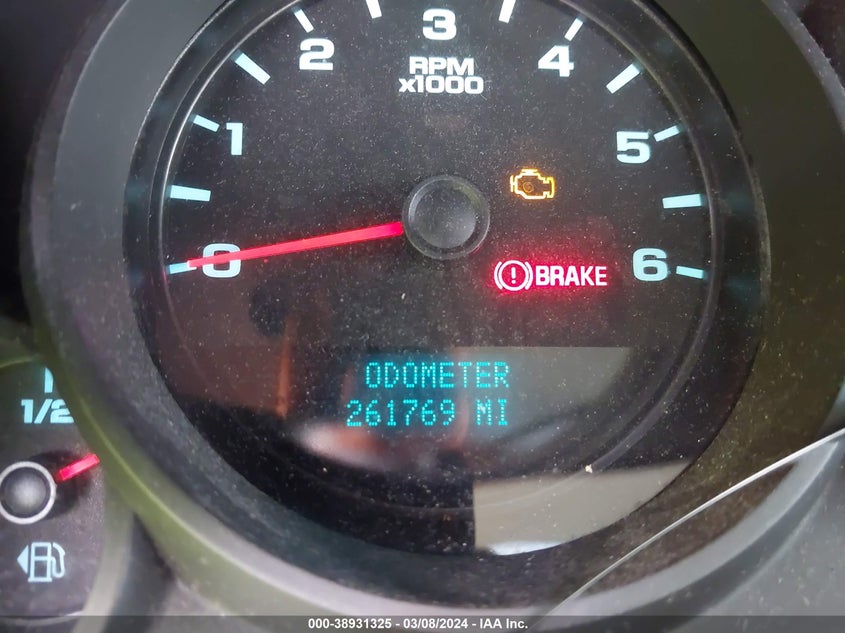 3
2
4
RPM
x1000
1
5
0
6
BRAKE
ODOMETER
261769 MI
1/2
000-38931325 - 03/08/2024 - IAA Inc.